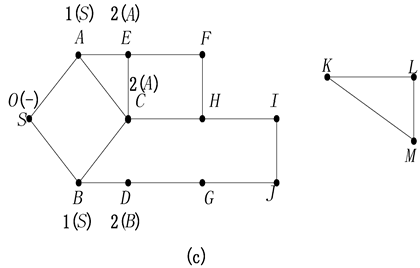 1(S) 2(A)
A E F
2(A)
O(-) C H I
S
B D G J
1(S) 2(B)
K L
M
(c)